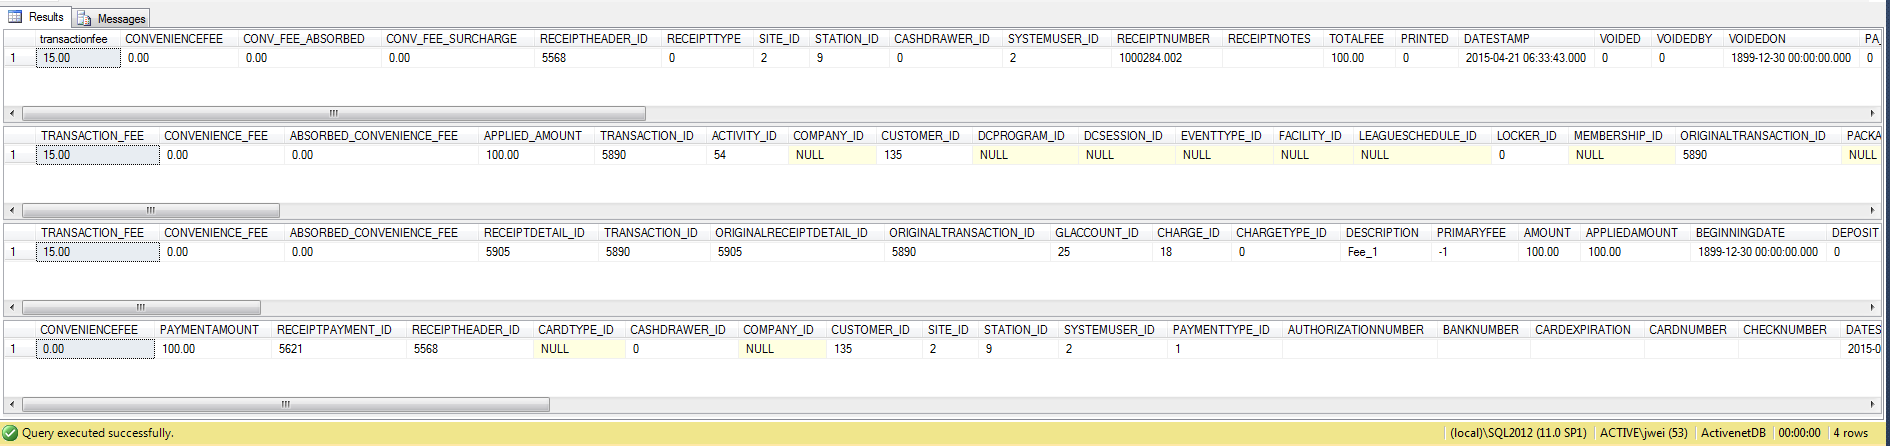 Results Messages
transactionfee CONVENIENCEFEE CONV_FEE_ABSORBED CONV_FEE_SURCHARGE RECEIPTHEADER_ID RECEIPTTYPE SITE_ID STATION_ID CASHDRAWER_ID SYSTEMUSER_ID RECEIPTNUMBER RECEIPTNOTES TOTALFEE PRINTED DATESTAMP VOIDED VOIDEDBY VOIDEDON PA_
1 15.00 0.00 0.00 0.00 5568 0 2 9 0 2 1000284.002 100.00 0 2015-04-21 06:33:43.000 0 0 1899-12-30 00:00:00.000 0
TRANSACTION_FEE CONVENIENCE_FEE ABSORBED_CONVENIENCE_FEE APPLIED_AMOUNT TRANSACTION_ID ACTIVITY_ID COMPANY_ID CUSTOMER_ID DCPROGRAM_ID DCSESSION_ID EVENTTYPE_ID FACILITY_ID LEAGUESCHEDULE_ID LOCKER_ID MEMBERSHIP_ID ORIGINALTRANSACTION_ID PACKA
1 15.00 0.00 0.00 100.00 5890 54 NULL 135 NULL NULL NULL NULL NULL 0 NULL 5890 NULL
TRANSACTION_FEE CONVENIENCE_FEE ABSORBED_CONVENIENCE_FEE RECEIPTDETAIL_ID TRANSACTION_ID ORIGINALRECEIPTDETAIL_ID ORIGINALTRANSACTION_ID GLACCOUNT_ID CHARGE_ID CHARGETYPE_ID DESCRIPTION PRIMARYFEE AMOUNT APPLIEDAMOUNT BEGINNINGDATE DEPOSIT
1 15.00 0.00 0.00 5905 5890 5905 5890 25 18 0 Fee_1 -1 100.00 100.00 1899-12-30 00:00:00.000 0
CONVENIENCEFEE PAYMENTAMOUNT RECEIPTPAYMENT_ID RECEIPTHEADER_ID CARDTYPE_ID CASHDRAWER_ID COMPANY_ID CUSTOMER_ID SITE_ID STATION_ID SYSTEMUSER_ID PAYMENTTYPE_ID AUTHORIZATIONNUMBER BANKNUMBER CARDEXPIRATION CARDNUMBER CHECKNUMBER DATES
1 0.00 100.00 5621 5568 NULL 0 NULL 135 2 9 2 1 2015-0
Query executed successfully. (local)\SQL2012 (11.0 SP1) ACTIVE\jwei (53) ActivenetDB 00:00:00 4 rows